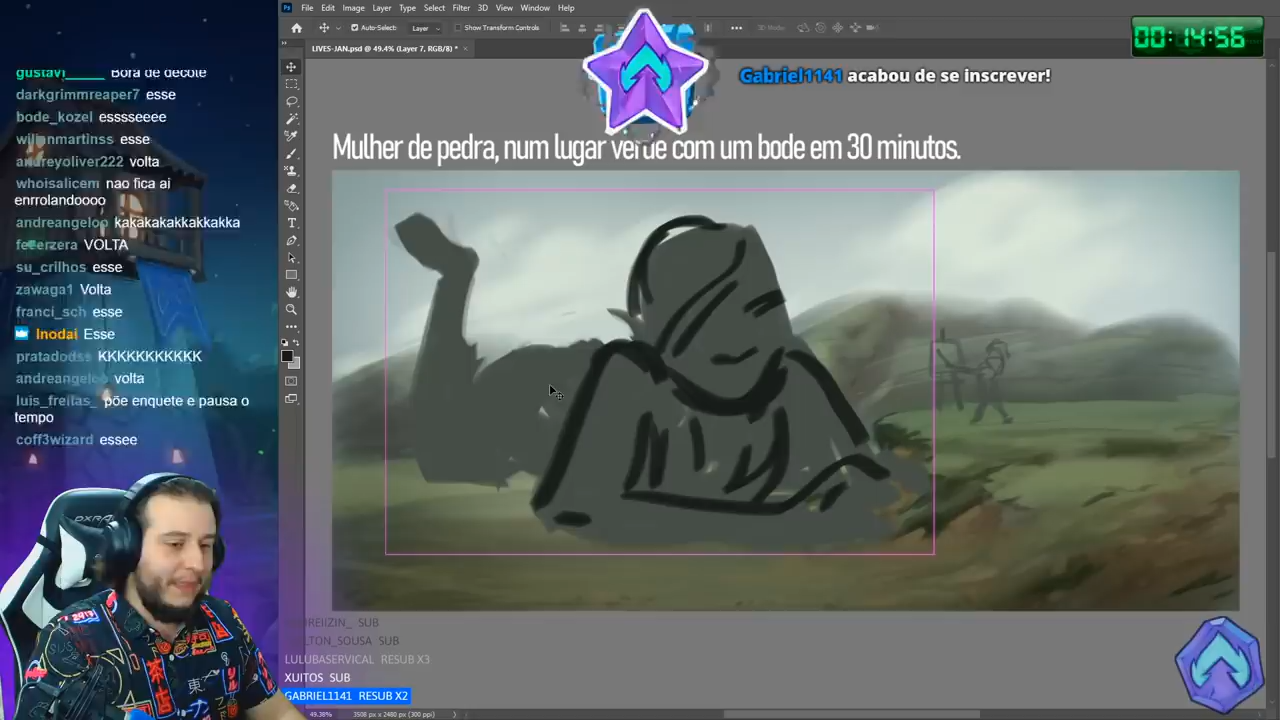 File Edit Image Layer Type Select Filter 3D View Window Help
Auto-Select: Layer Show Transform Controls
LIVES-JAN.psd @ 49.4% (Layer 7, RGB/8) *
00:14:56
Gabriel1141 acabou de se inscrever!
Mulher de pedra, num lugar verde com um bode em 30 minutos.
Bora de decote
darkgrimmreaper7 esse
bode_kozel esssseeee
wilianmartinss esse
andreyoliver222 volta
whoisalicem nao fica ai
enrrolandoooo
andreangeloo kakakakakkakkakka
VOLTA
su_crilhos esse
zawaga1 Volta
franci_sch esse
Inodai Esse
pratadodss KKKKKKKKKKK
andreangeloo volta
luis_freitas_ põe enquete e pausa o
tempo
coff3wizard essee
DXRACER
SUB
SUB
LULUBASERVICAL RESUB X3
XUITOS SUB
GABRIEL1141 RESUB X2
49.38% 3508 px x 2480 px (300 ppi)